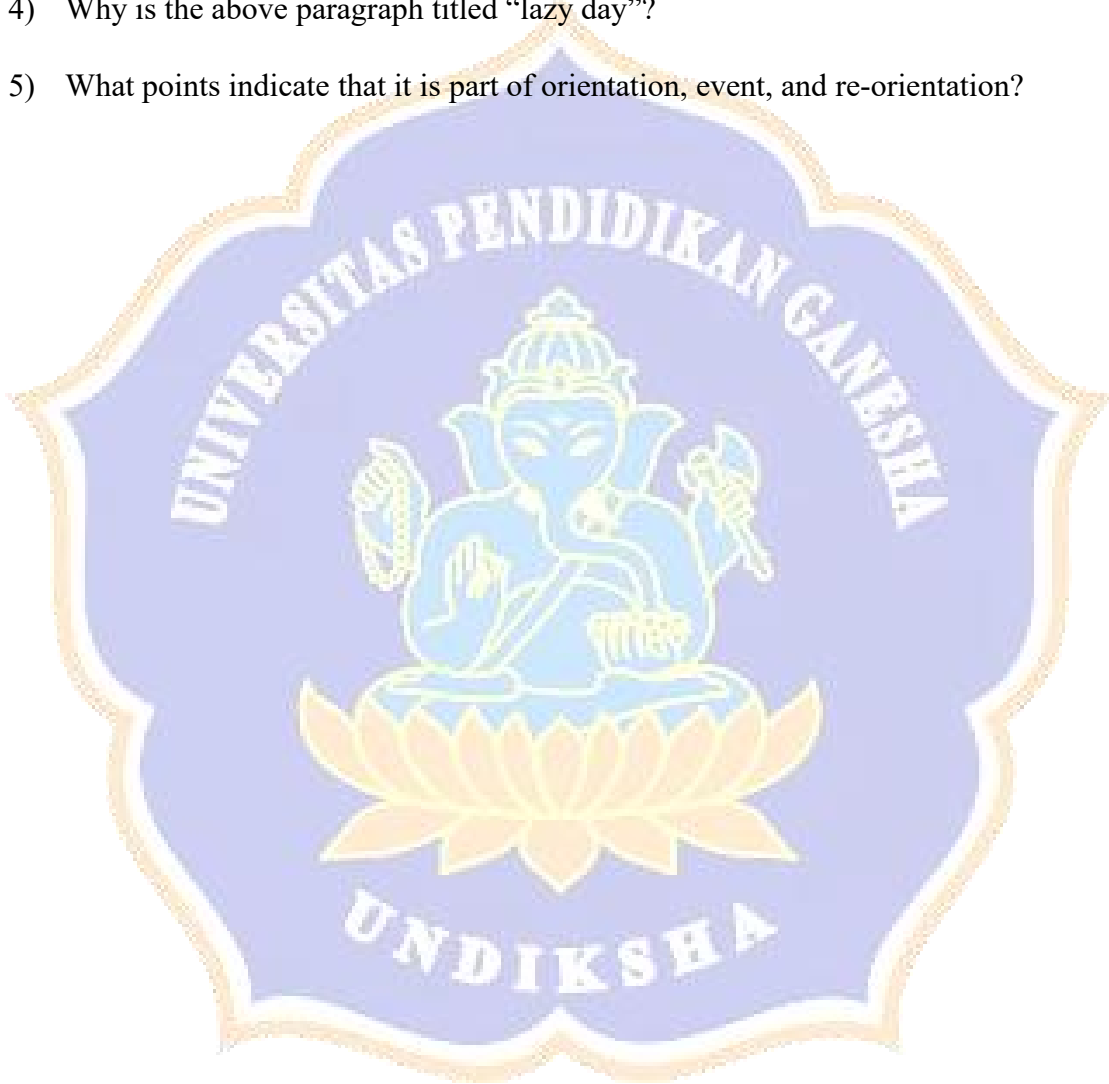 4) Why is the above paragraph titled “lazy day”?
5) What points indicate that it is part of orientation, event, and re-orientation?
UNIVERSITAS PENDIDIKAN GANESHA
UNDIKSHA